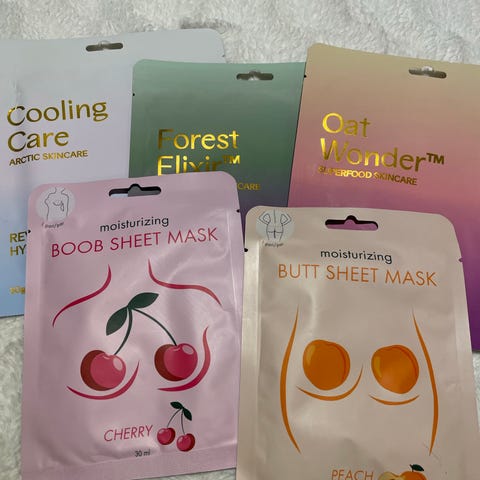 Cooling
Care
ARCTIC SKINCARE
Forest
Elixir™
CARE
Oat
Wonder™
SUPERFOOD SKINCARE
moisturizing
BOOB SHEET MASK
CHERRY
30 ml
moisturizing
BUTT SHEET MASK
PEACH